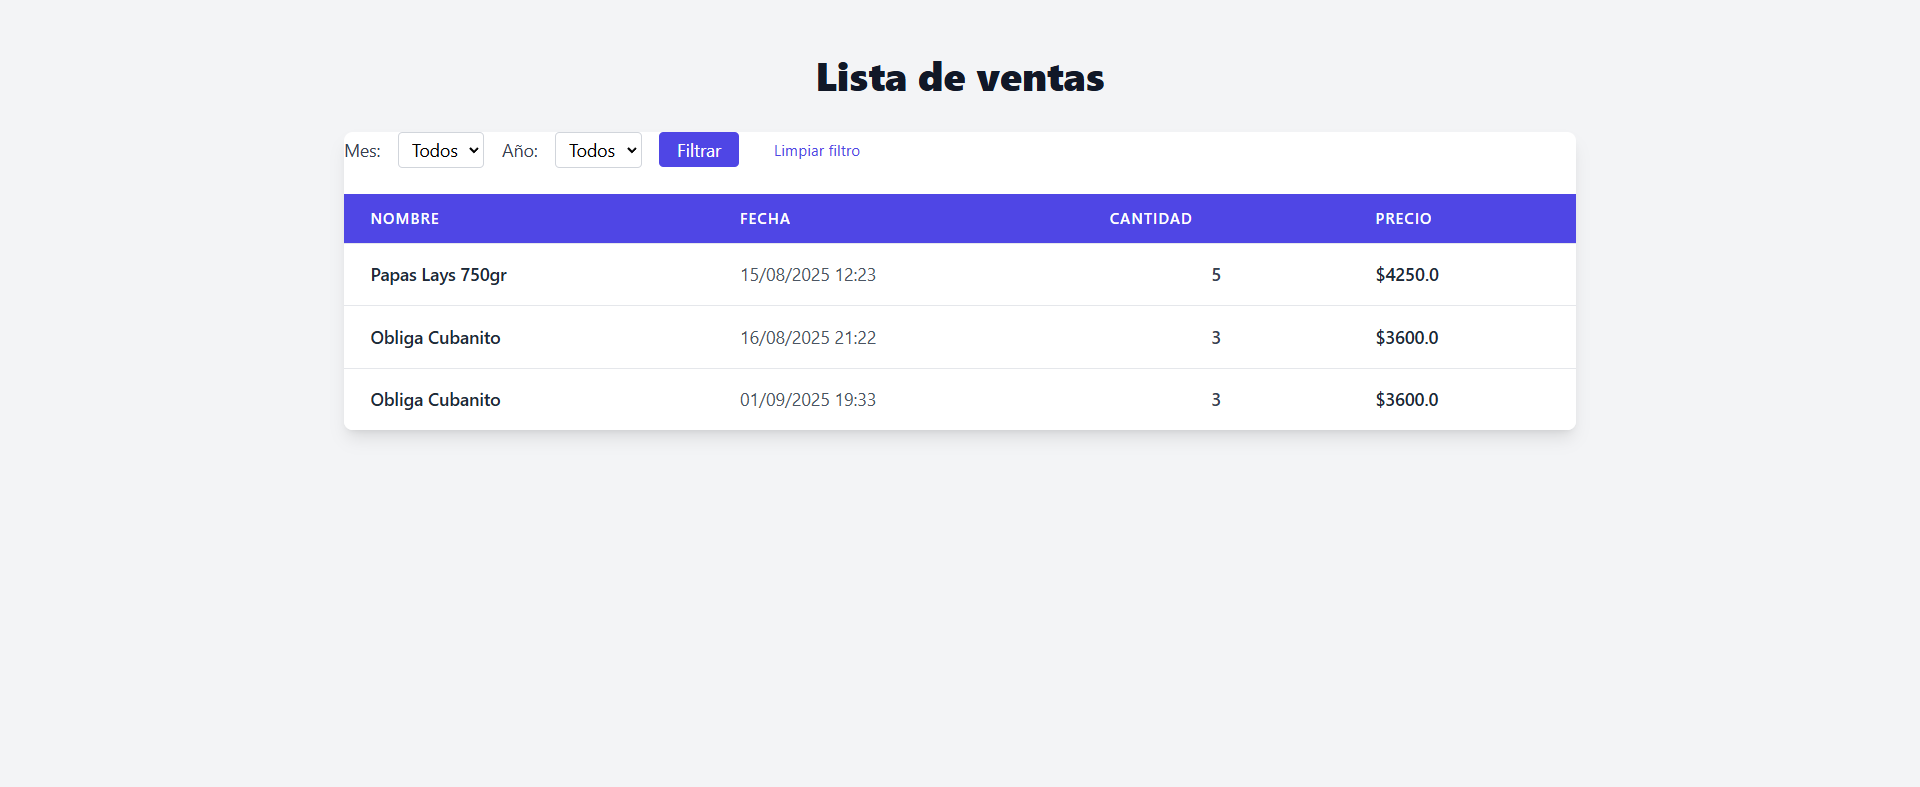 Lista de ventas
Mes: Todos Año: Todos Filtrar Limpiar filtro
NOMBRE FECHA CANTIDAD PRECIO
Papas Lays 750gr 15/08/2025 12:23 5 $4250.0
Obliga Cubanito 16/08/2025 21:22 3 $3600.0
Obliga Cubanito 01/09/2025 19:33 3 $3600.0